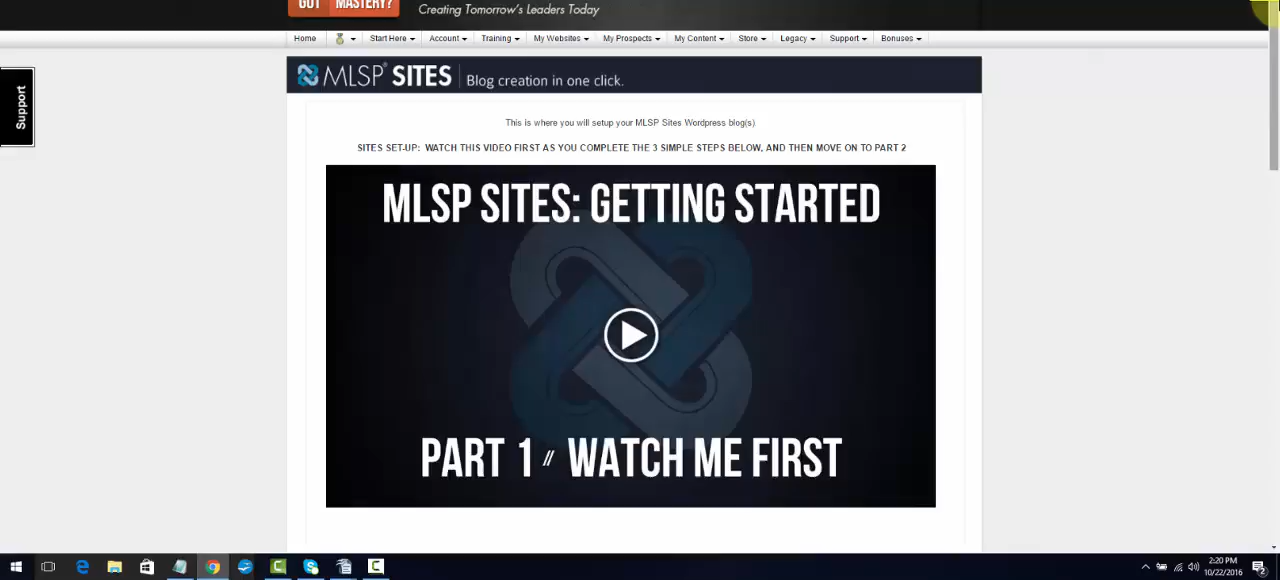 GOT MASTERY?
Creating Tomorrow's Leaders Today
Home Start Here Account Training My Websites My Prospects My Content Store Legacy Support Bonuses
MLSP® SITES Blog creation in one click.
Support
This is where you will setup your MLSP Sites Wordpress blog(s)
SITES SET-UP: WATCH THIS VIDEO FIRST AS YOU COMPLETE THE 3 SIMPLE STEPS BELOW, AND THEN MOVE ON TO PART 2
MLSP SITES: GETTING STARTED
PART 1 // WATCH ME FIRST
2:20 PM
10/22/2016
2